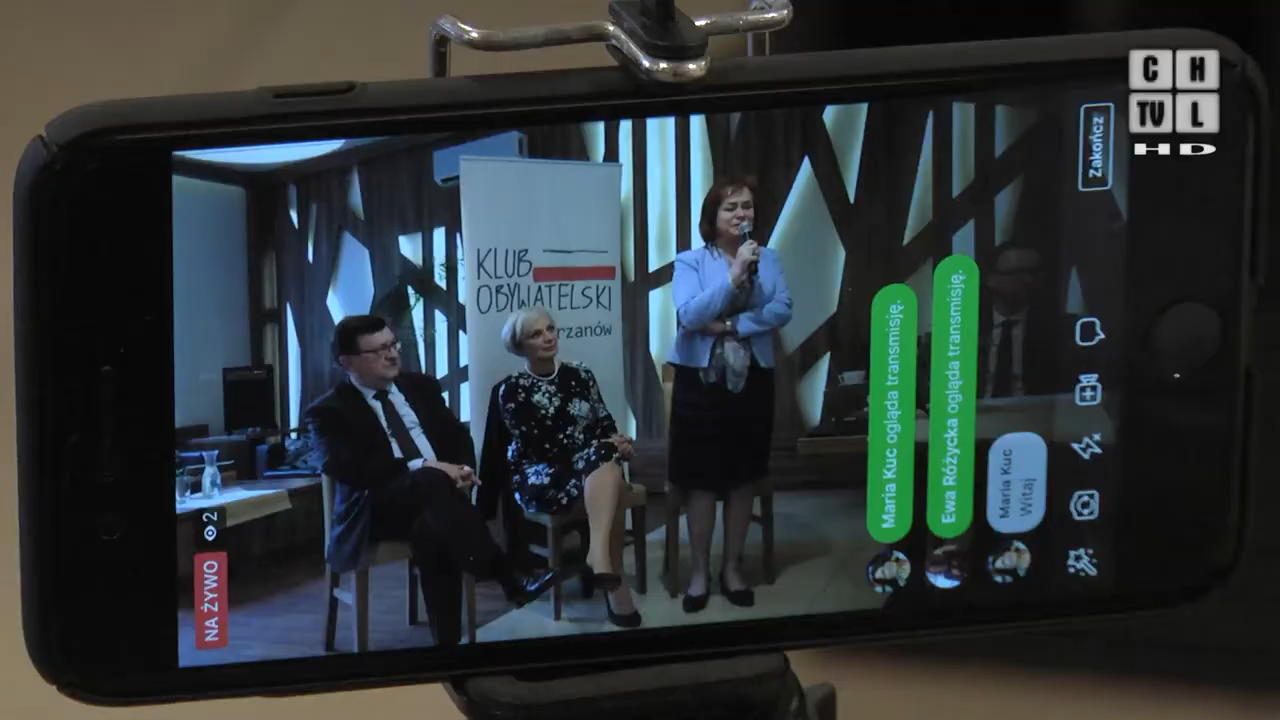 CH
TVL
HD
Zakończ
KLUB
OBYWATELSKI
rzanów
Maria Kuc ogląda transmisję.
Ewa Różycka ogląda transmisję.
Maria Kuc
Witaj
2
NA ŻYWO